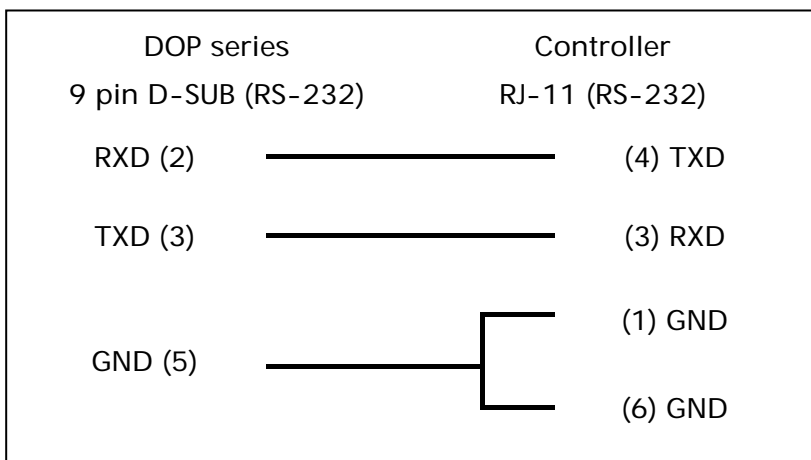 DOP series Controller
9 pin D-SUB (RS-232) RJ-11 (RS-232)
RXD (2) (4) TXD
TXD (3) (3) RXD
(1) GND
GND (5)
(6) GND